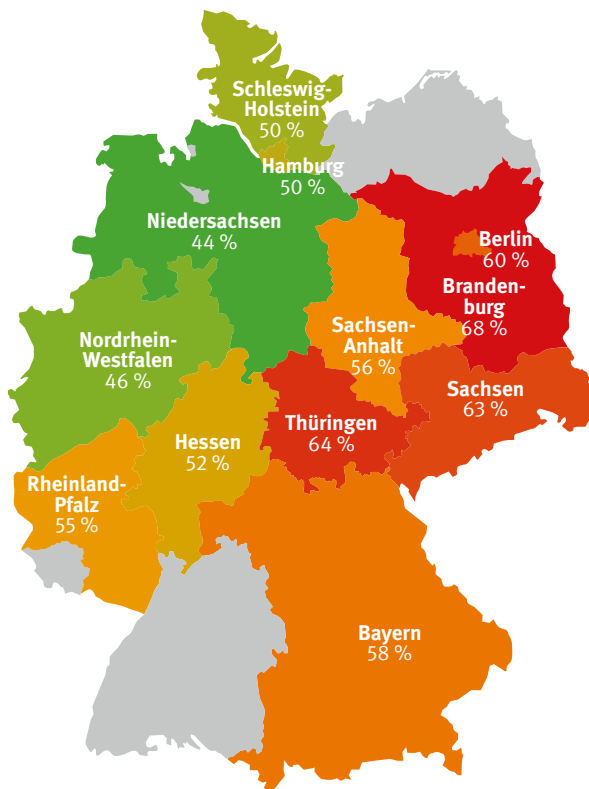 Schleswig-
Holstein
50 %
Hamburg
50 %
Niedersachsen
44 %
Berlin
60 %
Branden-
burg
68 %
Nordrhein-
Westfalen
46 %
Sachsen-
Anhalt
56 %
Sachsen
63 %
Thüringen
64 %
Hessen
52 %
Rheinland-
Pfalz
55 %
Bayern
58 %